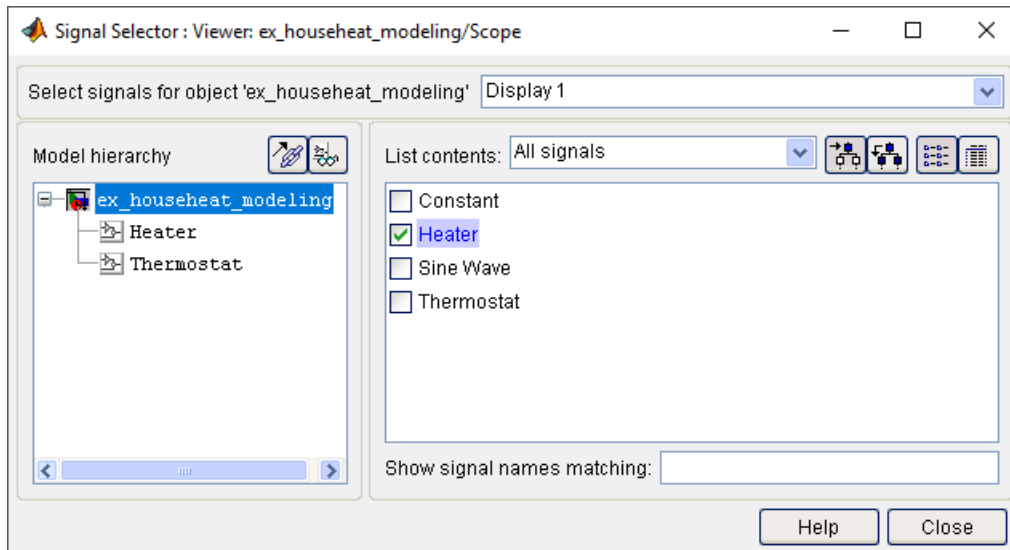 Signal Selector : Viewer: ex_househeat_modeling/Scope
Select signals for object 'ex_househeat_modeling' Display 1
Model hierarchy
ex_househeat_modeling
Heater
Thermostat
List contents: All signals
Constant
Heater
Sine Wave
Thermostat
Show signal names matching:
Help Close